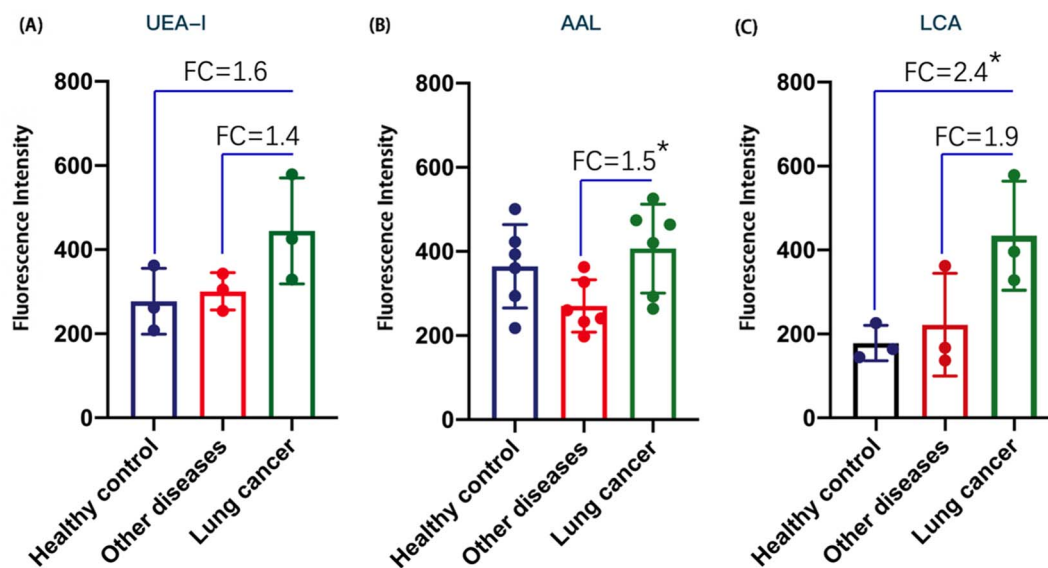 (A) UEA–I
FC=1.6
FC=1.4
Fluorescence Intensity
800
600
400
200
0
Healthy control
Other diseases
Lung cancer
(B) AAL
FC=1.5*
Fluorescence Intensity
800
600
400
200
0
Healthy control
Other diseases
Lung cancer
(C) LCA
FC=2.4*
FC=1.9
Fluorescence Intensity
800
600
400
200
0
Healthy control
Other diseases
Lung cancer